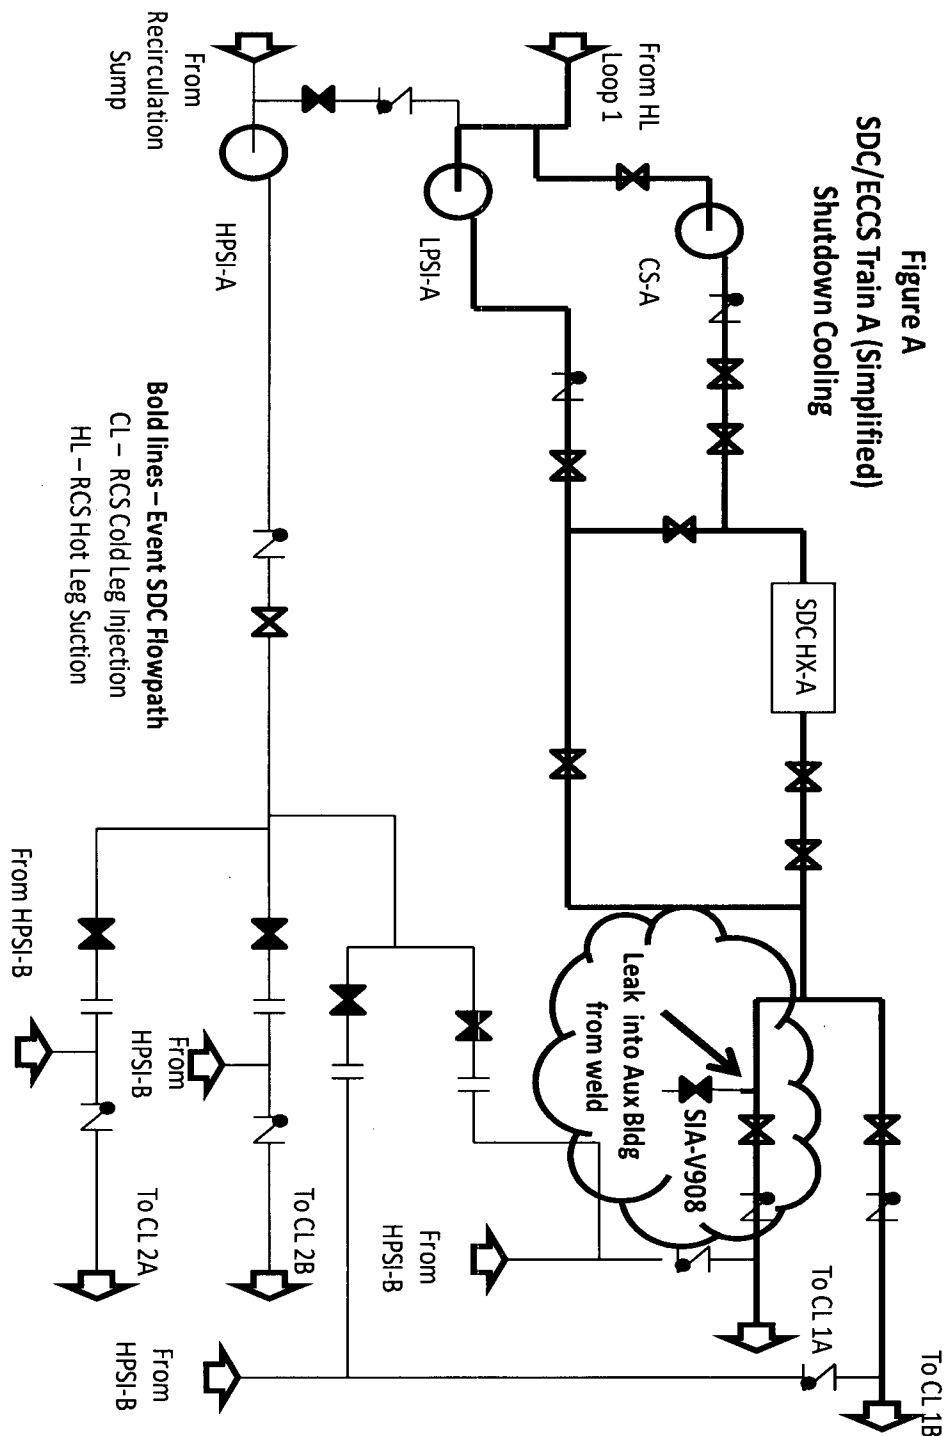 Figure A
SDC/ECCS Train A (Simplified)
Shutdown Cooling
From HL
Loop 1
CS-A
SDC HX-A
LPSI-A
From
Recirculation
Sump
HPSI-A
Leak into Aux Bldg
from weld
SIA-V908
To CL 1B
To CL 1A
From
HPSI-B
Bold lines – Event SDC Flowpath
CL – RCS Cold Leg Injection
HL – RCS Hot Leg Suction
From
HPSI-B
To CL 2B
From HPSI-B
To CL 2A
From
HPSI-B